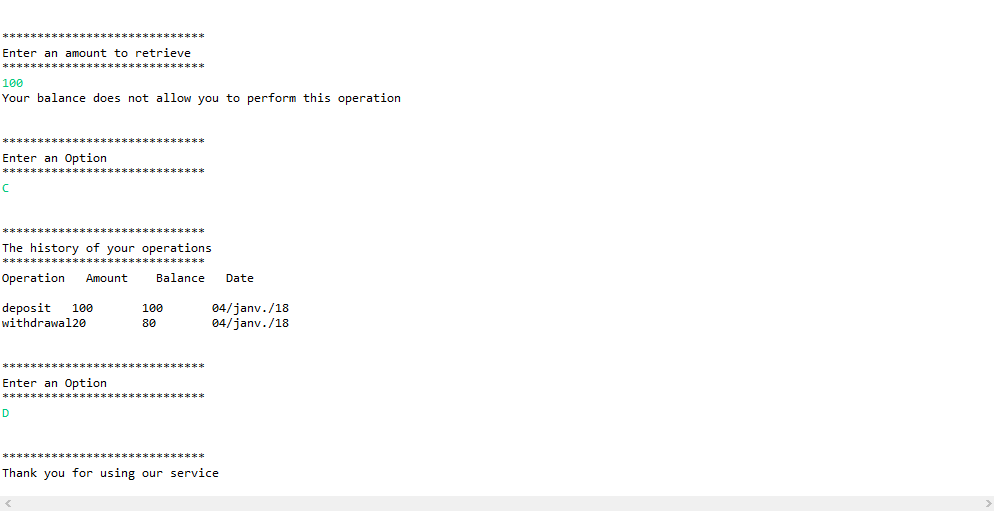 *****************************
Enter an amount to retrieve
*****************************
100
Your balance does not allow you to perform this operation
*****************************
Enter an Option
*****************************
C
*****************************
The history of your operations
*****************************
Operation   Amount    Balance   Date
deposit   100       100       04/janv./18
withdrawal20        80        04/janv./18
*****************************
Enter an Option
*****************************
D
*****************************
Thank you for using our service